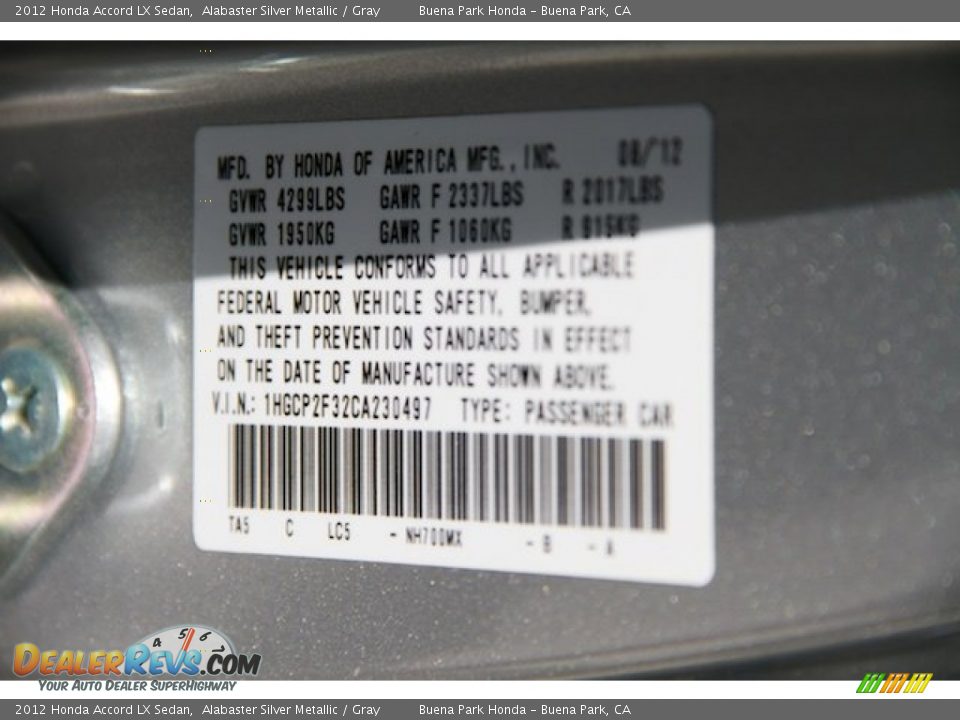 2012 Honda Accord LX Sedan, Alabaster Silver Metallic / Gray Buena Park Honda - Buena Park, CA
MFD. BY HONDA OF AMERICA MFG., INC. 08/12
GVWR 4299LBS GAWR F 2337LBS R 2017LBS
GVWR 1950KG GAWR F 1060KG R 915KG
THIS VEHICLE CONFORMS TO ALL APPLICABLE
FEDERAL MOTOR VEHICLE SAFETY, BUMPER,
AND THEFT PREVENTION STANDARDS IN EFFECT
ON THE DATE OF MANUFACTURE SHOWN ABOVE.
V.I.N.: 1HGCP2F32CA230497 TYPE: PASSENGER CAR
TA5 C LC5 - NH700MX - B - A
4 5 6
DEALERREVS.COM
YOUR AUTO DEALER SUPERHIGHWAY
2012 Honda Accord LX Sedan, Alabaster Silver Metallic / Gray Buena Park Honda - Buena Park, CA